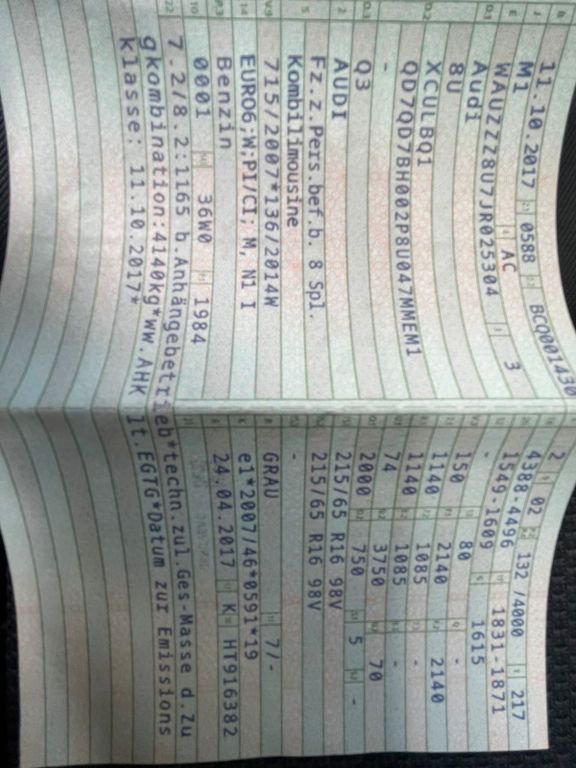 11.10.2017 0588 BCQ001430
M1 AC
WAUZZZ8U7JR025304 3
Audi
8U
XCULBQ1
QD7QD7BH002P8U047MMEM1
-
Q3
AUDI
Fz.z.Pers.bef.b. 8 Spl.
Kombilimousine
715/2007*136/2014W
EURO6;W;PI/CI; M, N1 I
Benzin
0001 36W0 1984
2 02 132 /4000 217
4388-4496 1831-1871
1549-1609 1615
- 80 -
150 2140 2140
1140 1085 -
1140 1085 -
74 3750 70
2000 750 5 -
215/65 R16 98V
215/65 R16 98V
-
GRAU 7/-
e1*2007/46*0591*19
24.04.2017 K HT916382
7.2/8.2:1165 b.Anhängebetrieb*techn.zul.Ges-Masse d.Zu
gkombination:4140kg*ww.AHK lt.EGTG*Datum zur Emissions
klasse: 11.10.2017*